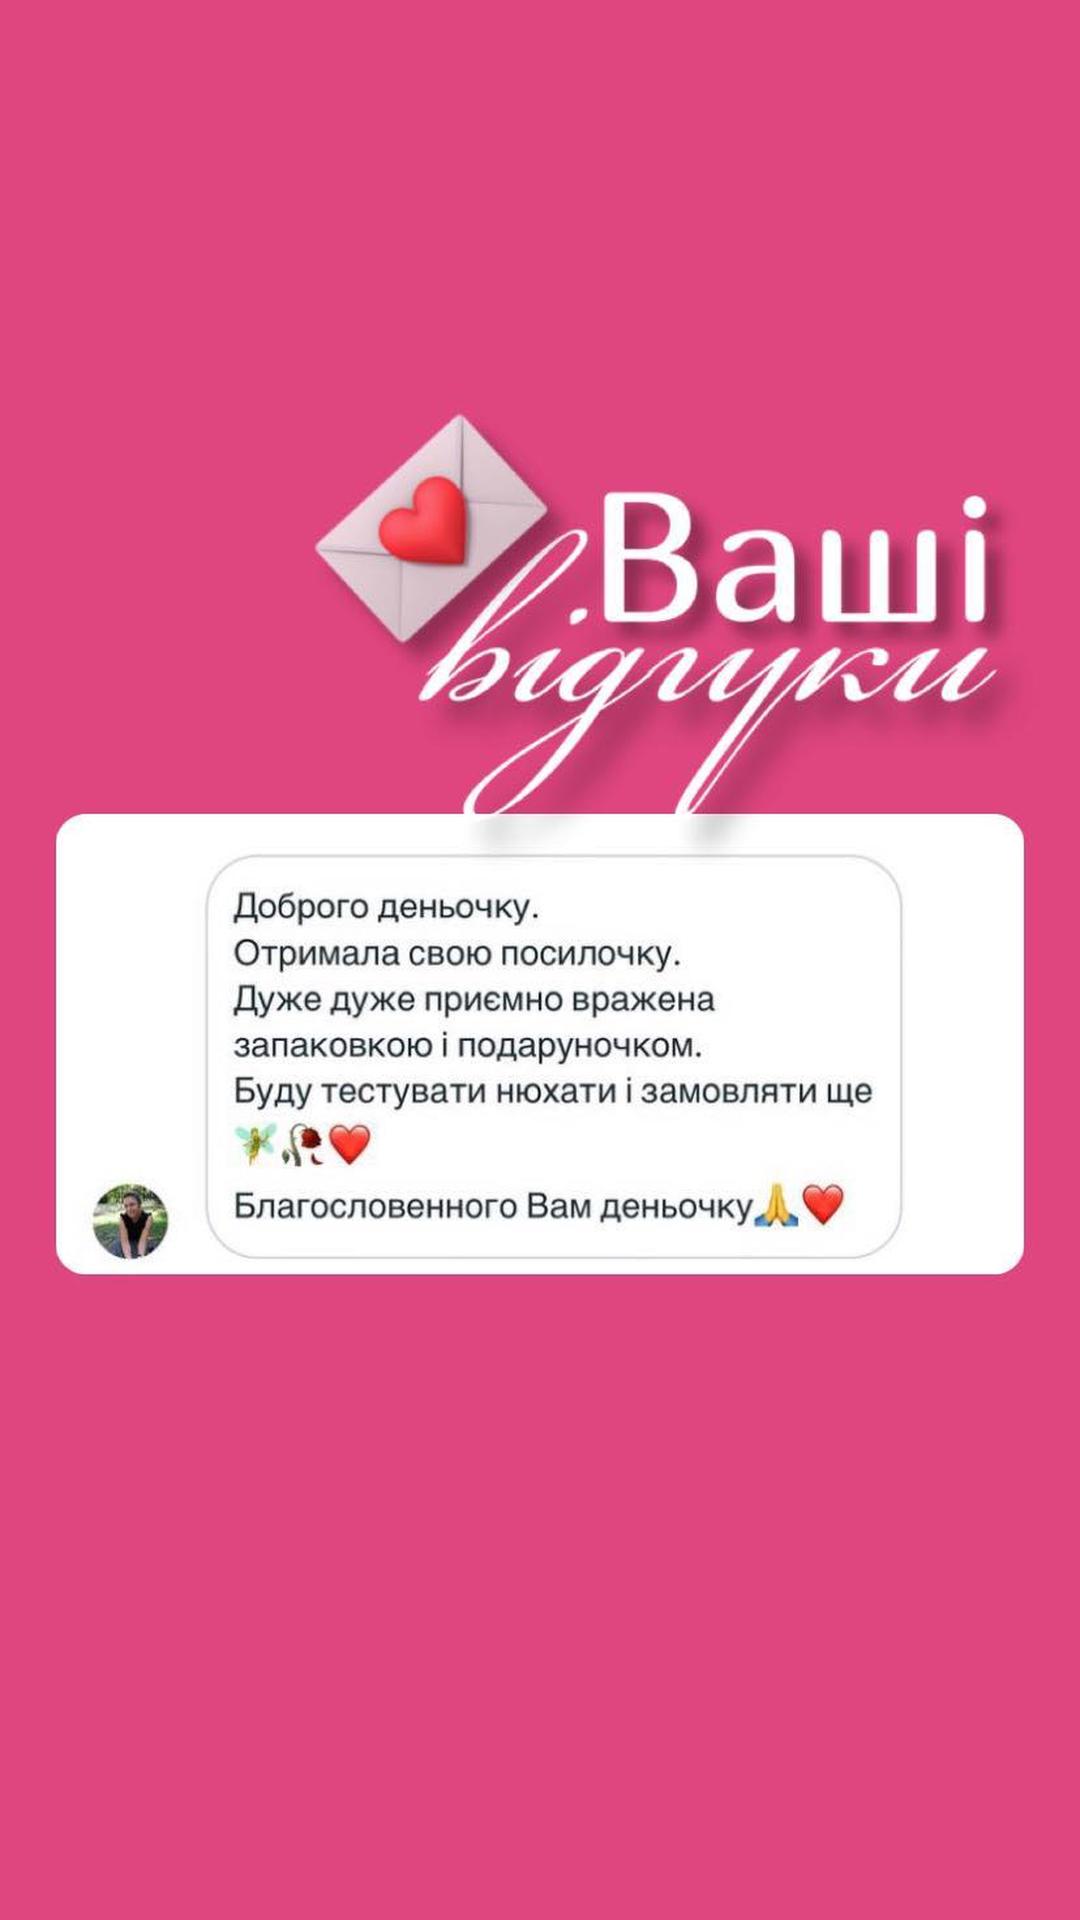 Ваші
відгуки
Доброго деньочку.
Отримала свою посилочку.
Дуже дуже приємно вражена
запаковкою і подаруночком.
Буду тестувати нюхати і замовляти ще
🧚🥀❤️
Благословенного Вам деньочку🙏❤️